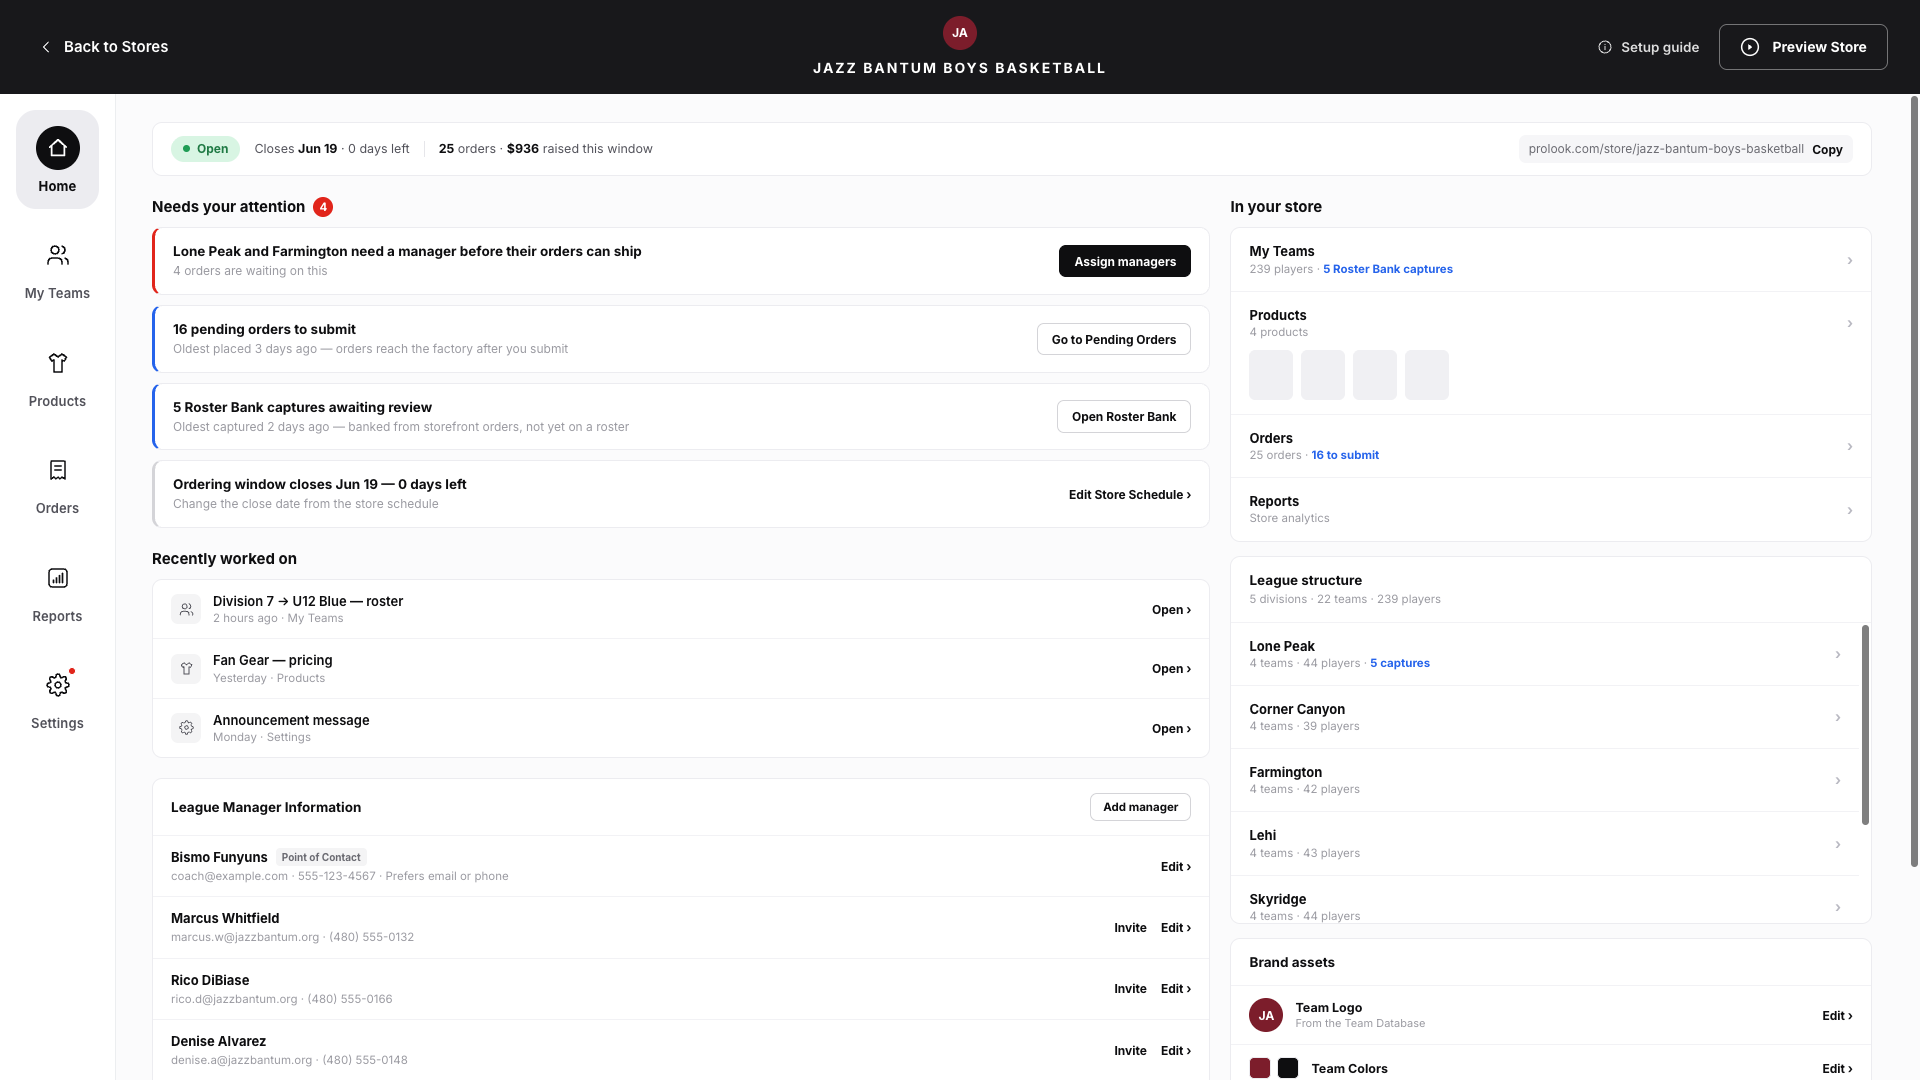 Back to Stores
JA
JAZZ BANTUM BOYS BASKETBALL
Setup guide
Preview Store
Home
My Teams
Products
Orders
Reports
Settings
Open
Closes Jun 19 · 0 days left
25 orders · $936 raised this window
prolook.com/store/jazz-bantum-boys-basketball
Copy
Needs your attention 4
Lone Peak and Farmington need a manager before their orders can ship
4 orders are waiting on this
Assign managers
16 pending orders to submit
Oldest placed 3 days ago — orders reach the factory after you submit
Go to Pending Orders
5 Roster Bank captures awaiting review
Oldest captured 2 days ago — banked from storefront orders, not yet on a roster
Open Roster Bank
Ordering window closes Jun 19 — 0 days left
Change the close date from the store schedule
Edit Store Schedule ›
Recently worked on
Division 7 → U12 Blue — roster
2 hours ago · My Teams
Open ›
Fan Gear — pricing
Yesterday · Products
Open ›
Announcement message
Monday · Settings
Open ›
League Manager Information
Add manager
Bismo Funyuns Point of Contact
coach@example.com · 555-123-4567 · Prefers email or phone
Edit ›
Marcus Whitfield
marcus.w@jazzbantum.org · (480) 555-0132
Invite Edit ›
Rico DiBiase
rico.d@jazzbantum.org · (480) 555-0166
Invite Edit ›
Denise Alvarez
denise.a@jazzbantum.org · (480) 555-0148
Invite Edit ›
In your store
My Teams
239 players · 5 Roster Bank captures
Products
4 products
Orders
25 orders · 16 to submit
Reports
Store analytics
League structure
5 divisions · 22 teams · 239 players
Lone Peak
4 teams · 44 players · 5 captures
Corner Canyon
4 teams · 39 players
Farmington
4 teams · 42 players
Lehi
4 teams · 43 players
Skyridge
4 teams · 44 players
Brand assets
JA
Team Logo
From the Team Database
Edit ›
Team Colors
Edit ›